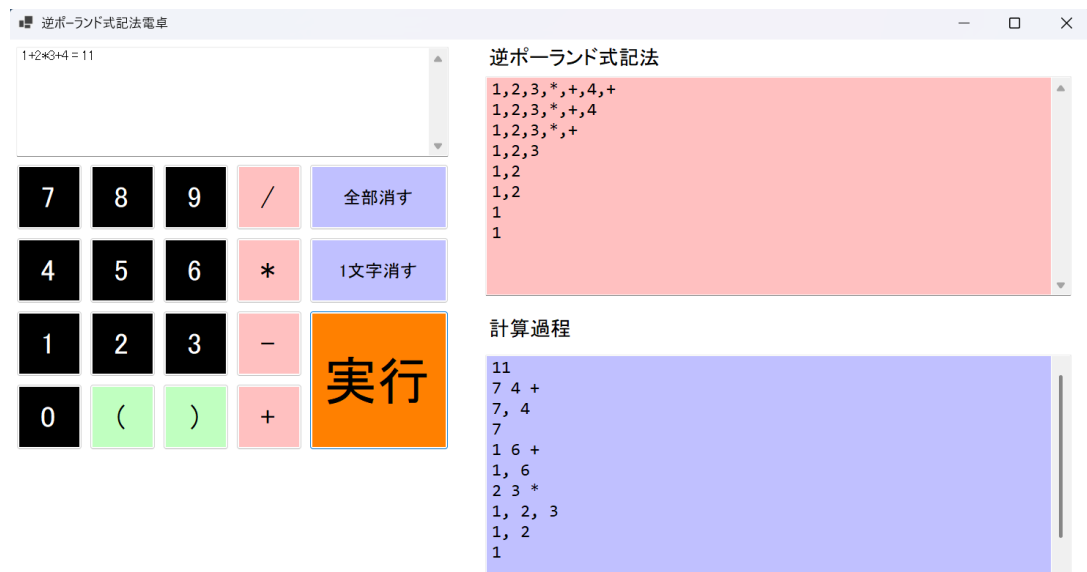 逆ポーランド式記法電卓
1+2*3+4 = 11
7 8 9 / 全部消す
4 5 6 * 1文字消す
1 2 3 - 実行
0 ( ) +
逆ポーランド式記法
1,2,3,*,+,4,+
1,2,3,*,+,4
1,2,3,*,+
1,2,3
1,2
1,2
1
1
計算過程
11
7 4 +
7, 4
7
1 6 +
1, 6
2 3 *
1, 2, 3
1, 2
1